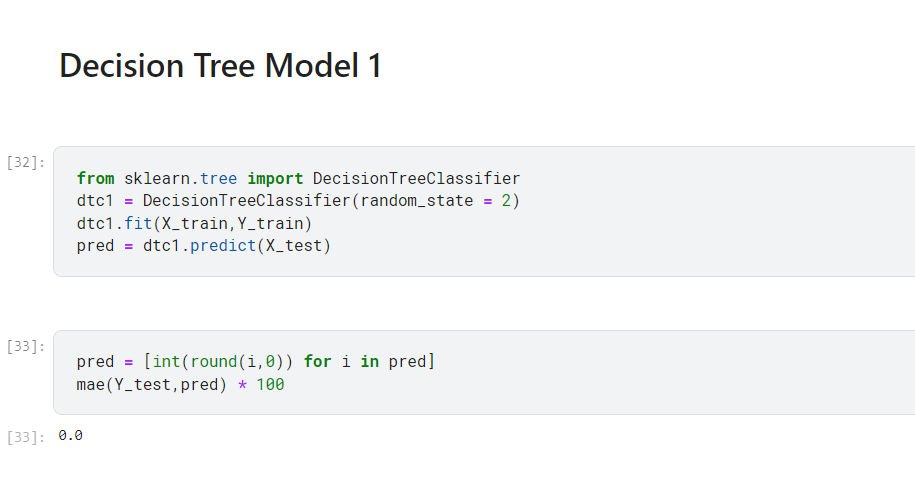 Decision Tree Model 1
[32]:
from sklearn.tree import DecisionTreeClassifier
dtc1 = DecisionTreeClassifier(random_state = 2)
dtc1.fit(X_train,Y_train)
pred = dtc1.predict(X_test)
[33]:
pred = [int(round(i,0)) for i in pred]
mae(Y_test,pred) * 100
[33]: 0.0